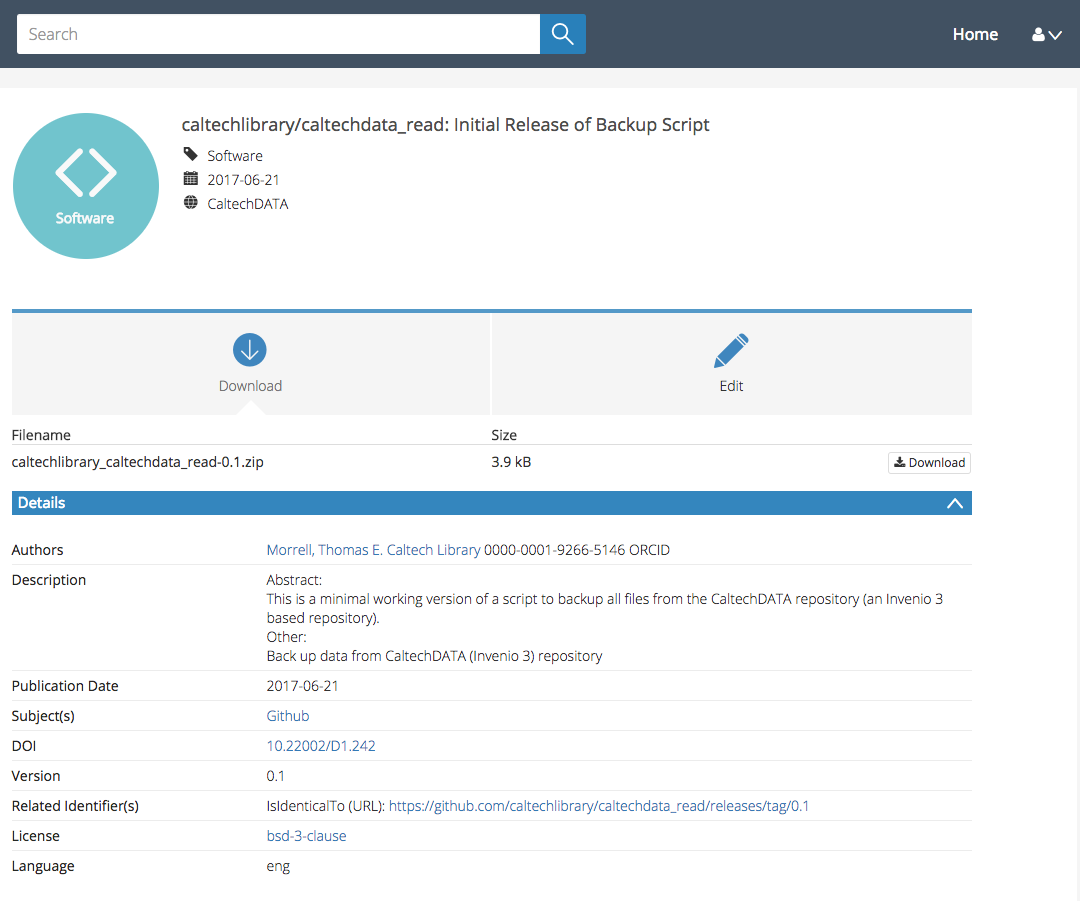 Search
Home
Software
caltechlibrary/caltechdata_read: Initial Release of Backup Script
Software
2017-06-21
CaltechDATA
Download
Edit
Filename Size
caltechlibrary_caltechdata_read-0.1.zip 3.9 kB Download
Details
Authors Morrell, Thomas E. Caltech Library 0000-0001-9266-5146 ORCID
Description Abstract:
This is a minimal working version of a script to backup all files from the CaltechDATA repository (an Invenio 3
based repository).
Other:
Back up data from CaltechDATA (Invenio 3) repository
Publication Date 2017-06-21
Subject(s) Github
DOI 10.22002/D1.242
Version 0.1
Related Identifier(s) IsIdenticalTo (URL): https://github.com/caltechlibrary/caltechdata_read/releases/tag/0.1
License bsd-3-clause
Language eng